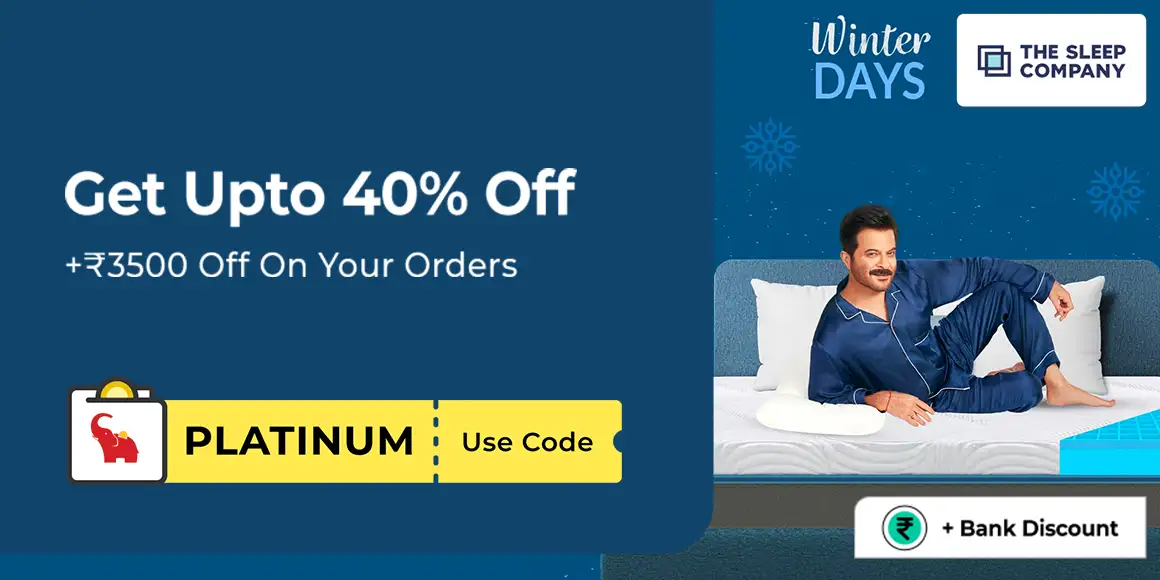 Winter
DAYS
THE SLEEP
COMPANY
Get Upto 40% Off
+₹3500 Off On Your Orders
PLATINUM
Use Code
₹
+ Bank Discount